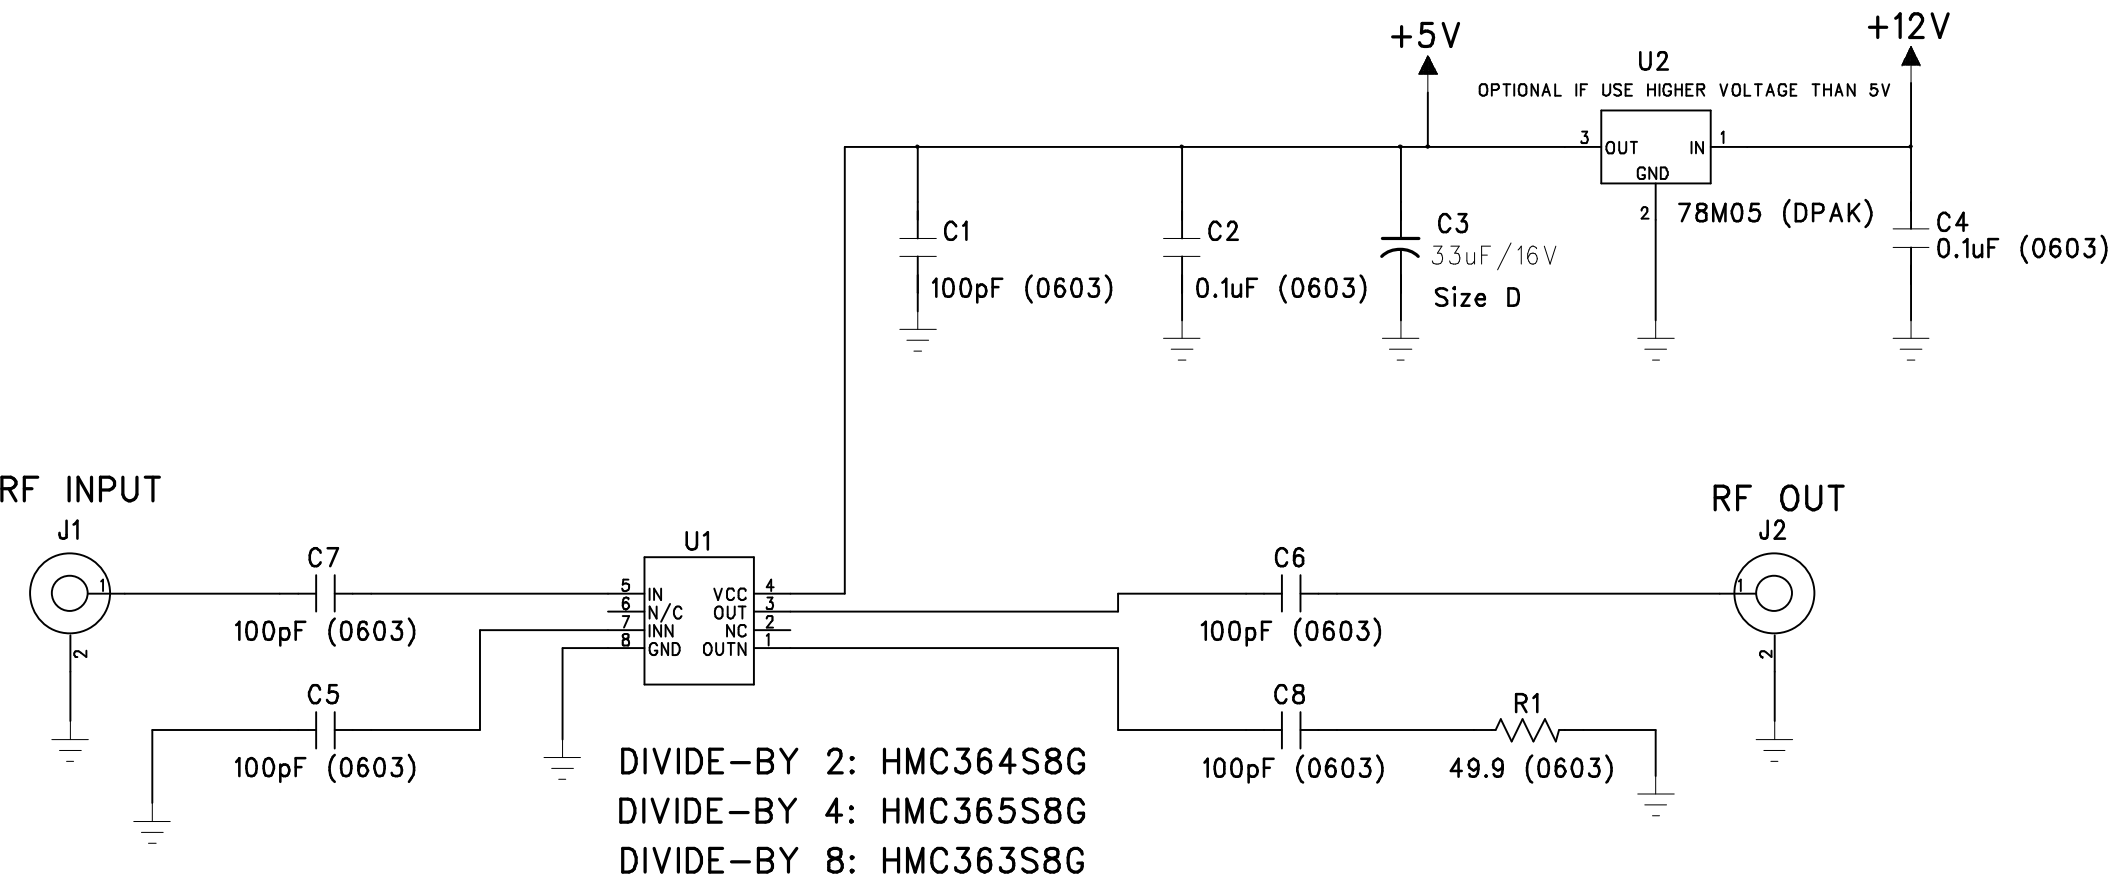 +5V
+12V
U2
OPTIONAL IF USE HIGHER VOLTAGE THAN 5V
3
OUT
IN
1
GND
2
78M05 (DPAK)
C1
100pF (0603)
C2
0.1uF (0603)
C3
33uF/16V
Size D
C4
0.1uF (0603)
RF INPUT
J1
1
2
C7
100pF (0603)
C5
100pF (0603)
U1
5
IN
6
N/C
7
INN
8
GND
VCC
4
OUT
3
NC
2
OUTN
1
C6
100pF (0603)
C8
100pF (0603)
R1
49.9 (0603)
RF OUT
J2
1
2
DIVIDE-BY 2: HMC364S8G
DIVIDE-BY 4: HMC365S8G
DIVIDE-BY 8: HMC363S8G